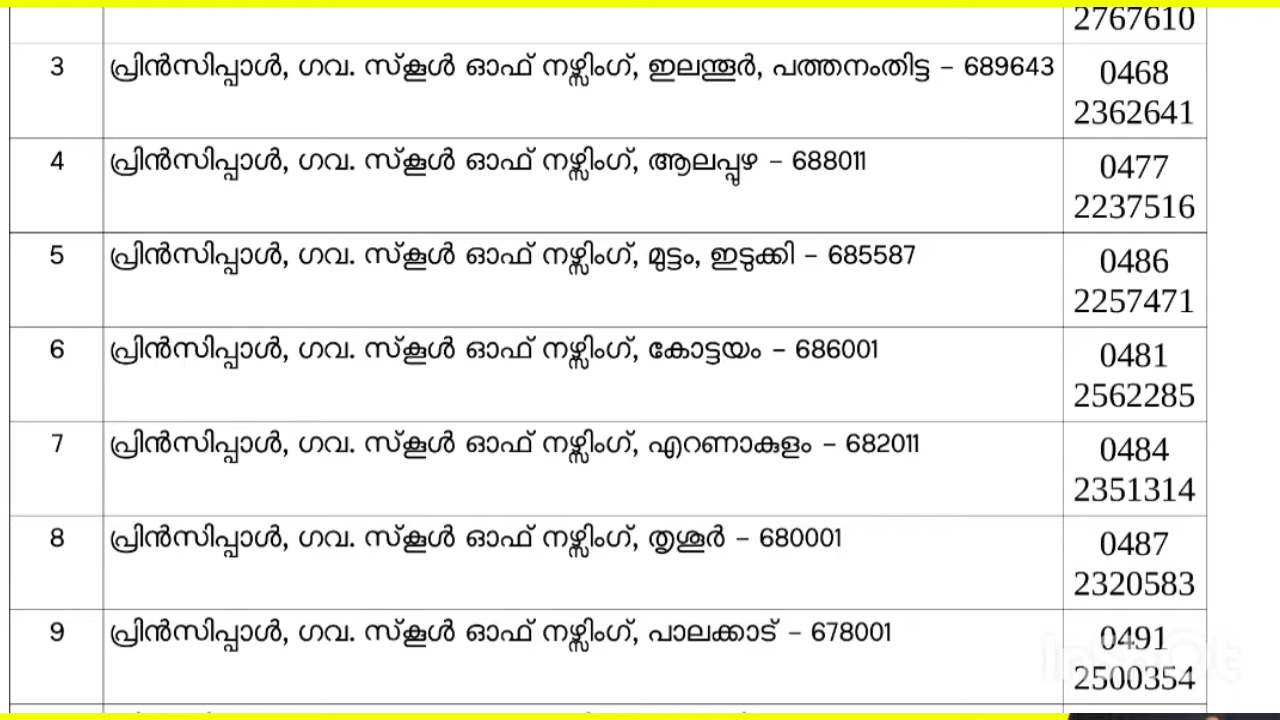 2767610
3 പ്രിൻസിപ്പാൾ, ഗവ. സ്കൂൾ ഓഫ് നഴ്സിംഗ്, ഇലന്തൂർ, പത്തനംതിട്ട – 689643 0468
2362641
4 പ്രിൻസിപ്പാൾ, ഗവ. സ്കൂൾ ഓഫ് നഴ്സിംഗ്, ആലപ്പുഴ – 688011 0477
2237516
5 പ്രിൻസിപ്പാൾ, ഗവ. സ്കൂൾ ഓഫ് നഴ്സിംഗ്, മുട്ടം, ഇടുക്കി – 685587 0486
2257471
6 പ്രിൻസിപ്പാൾ, ഗവ. സ്കൂൾ ഓഫ് നഴ്സിംഗ്, കോട്ടയം – 686001 0481
2562285
7 പ്രിൻസിപ്പാൾ, ഗവ. സ്കൂൾ ഓഫ് നഴ്സിംഗ്, എറണാകുളം – 682011 0484
2351314
8 പ്രിൻസിപ്പാൾ, ഗവ. സ്കൂൾ ഓഫ് നഴ്സിംഗ്, തൃശൂർ – 680001 0487
2320583
9 പ്രിൻസിപ്പാൾ, ഗവ. സ്കൂൾ ഓഫ് നഴ്സിംഗ്, പാലക്കാട് – 678001 0491
2500354